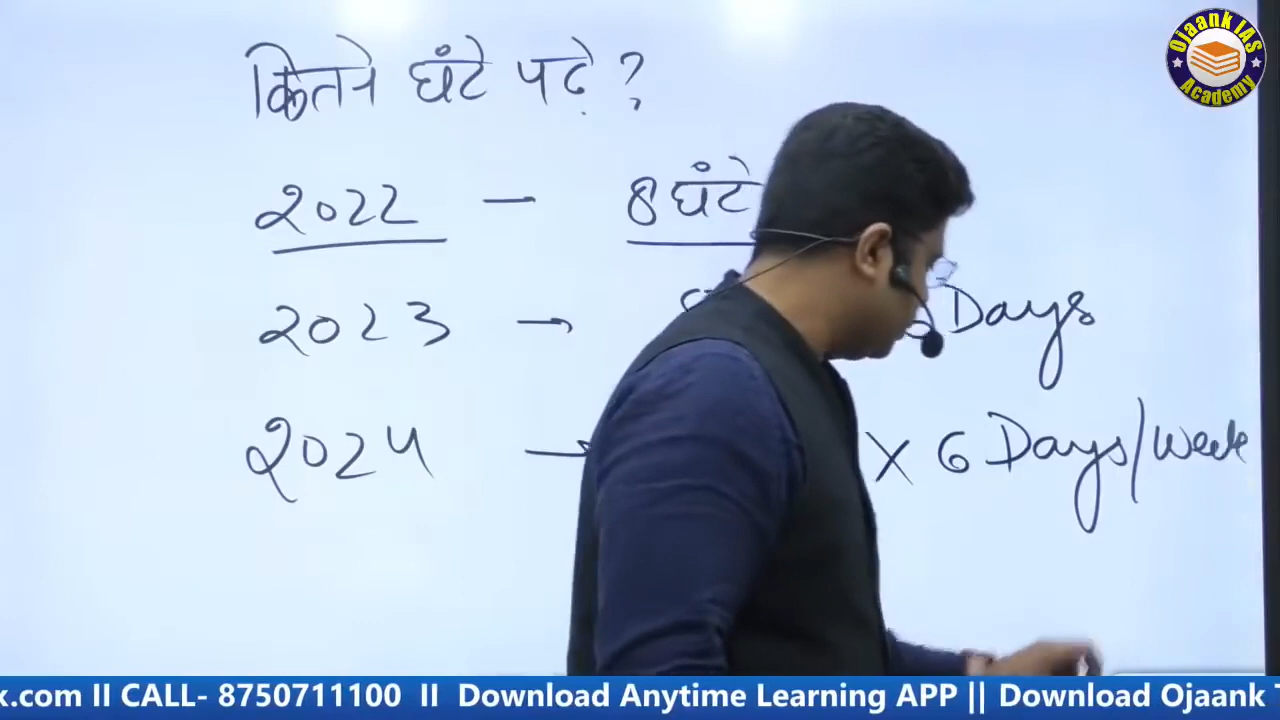 Ojaank IAS
Academy
कितने घंटे पढ़े ?
2022 - 8 घंटे
2023 → Days
2024 → X 6 Days/week
x.com II CALL- 8750711100 II Download Anytime Learning APP || Download Ojaank